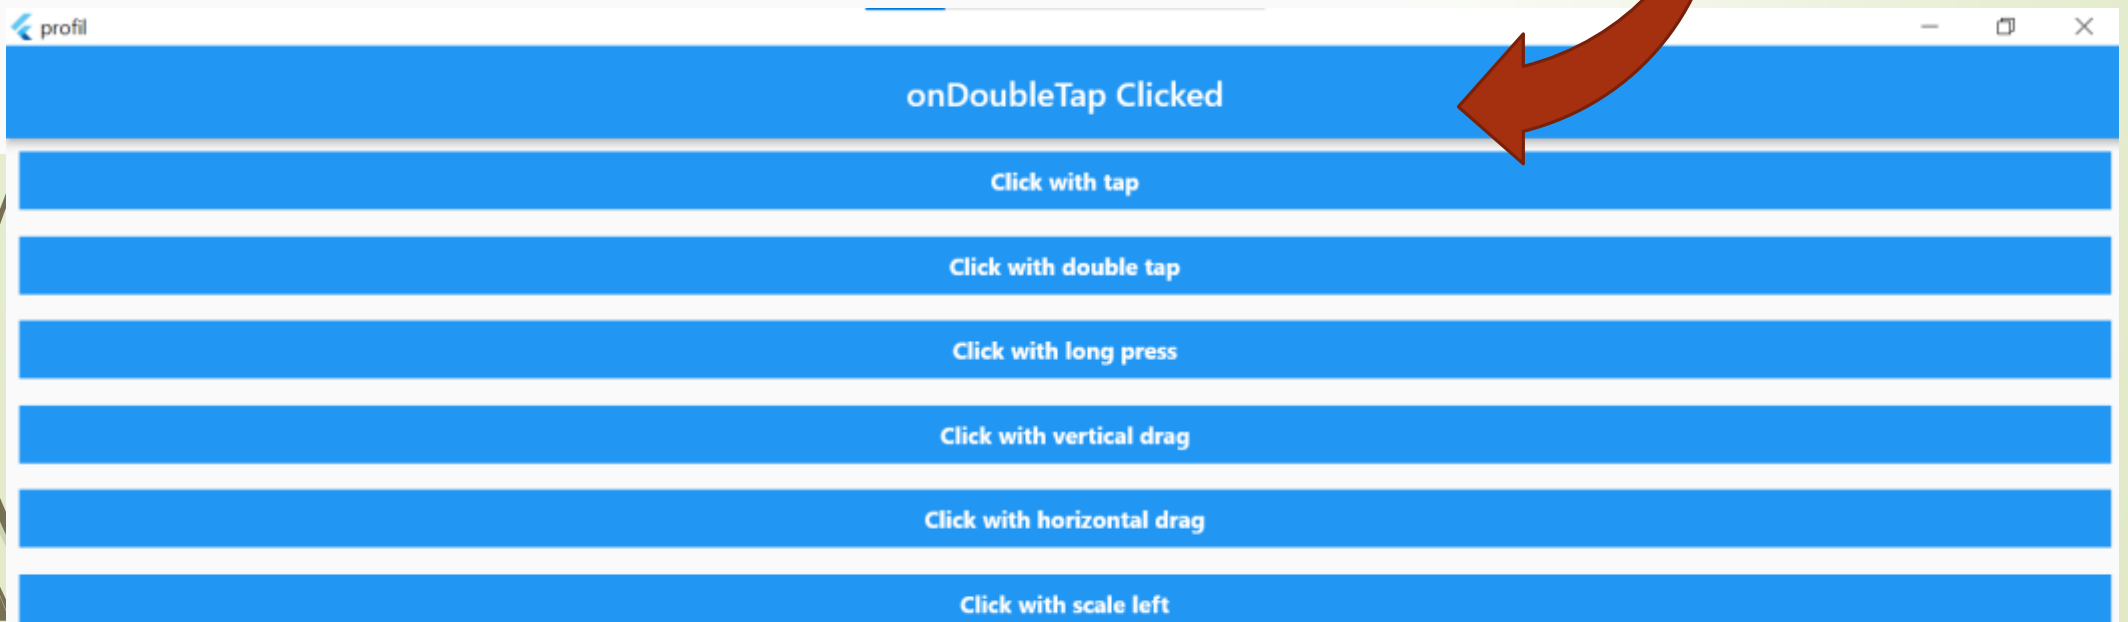 profil
onDoubleTap Clicked
Click with tap
Click with double tap
Click with long press
Click with vertical drag
Click with horizontal drag
Click with scale left